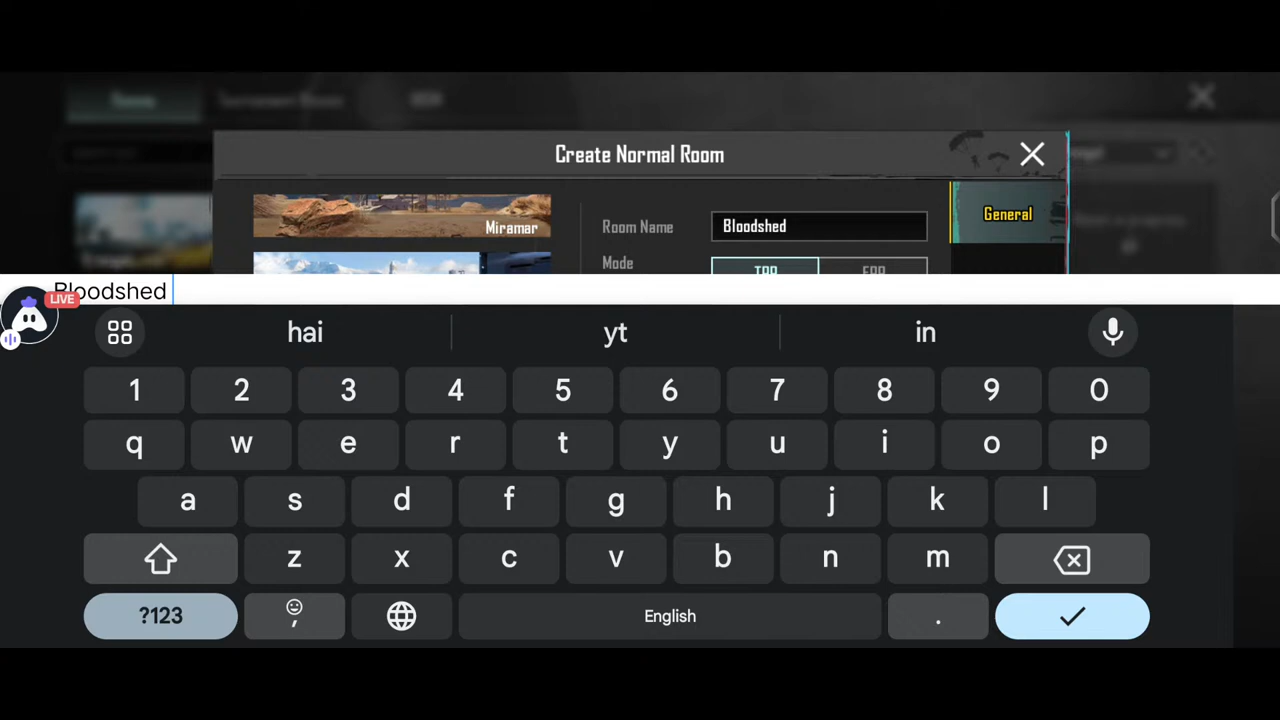 Create Normal Room
Miramar
Room Name
Bloodshed
General
Mode
TPP
FPP
Bloodshed
LIVE
hai
yt
in
1 2 3 4 5 6 7 8 9 0
q w e r t y u i o p
a s d f g h j k l
z x c v b n m
?123
,
English
.